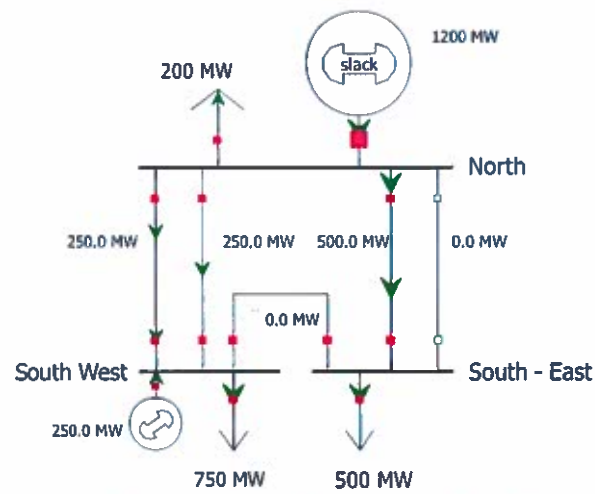 1200 MW
slack
200 MW
North
250.0 MW
250.0 MW
500.0 MW
0.0 MW
0.0 MW
South West
South - East
250.0 MW
750 MW
500 MW